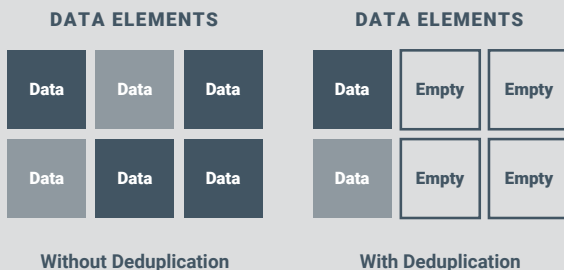 DATA ELEMENTS
Data Data Data
Data Data Data
Without Deduplication
DATA ELEMENTS
Data Empty Empty
Data Empty Empty
With Deduplication